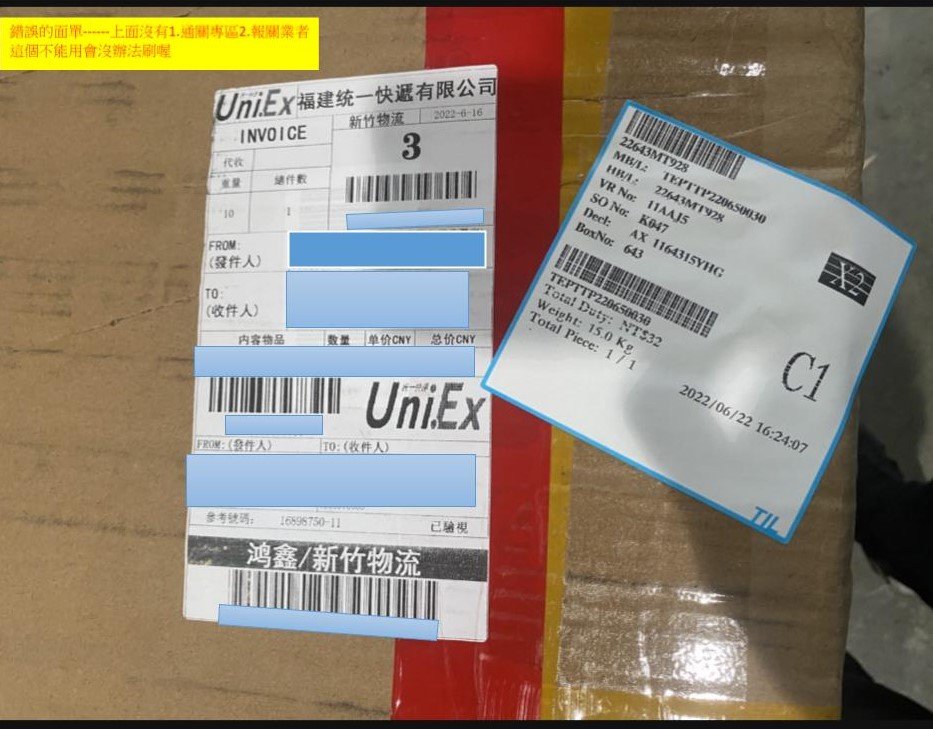 錯誤的面單------上面沒有1.通關專區2.報關業者
這個不能用會沒辦法刷喔
Uni.Ex 福建统一快遞有限公司
INVOICE
新竹物流 2022-6-16
3
代收
重量 總件數
10 1
FROM:
(發件人)
TO:
(收件人)
内容物品 数量 单价CNY 总价CNY
Uni.Ex
FROM:(發件人) TO:(收件人)
參考號碼: 16898750-11 已驗視
鸿鑫/新竹物流
22643MT928
MB/L: TEPTTP220650030
HB/L: 22643MT928
VR No: 11AAJ5
SO No: K047
Decl: AX 1164315YHG
BoxNo: 643
X2
TEPTTP220650030
Total Duty: NT$32
Weight: 15.0 Kg
Total Piece: 1 / 1
C1
2022/06/22 16:24:07
TIL